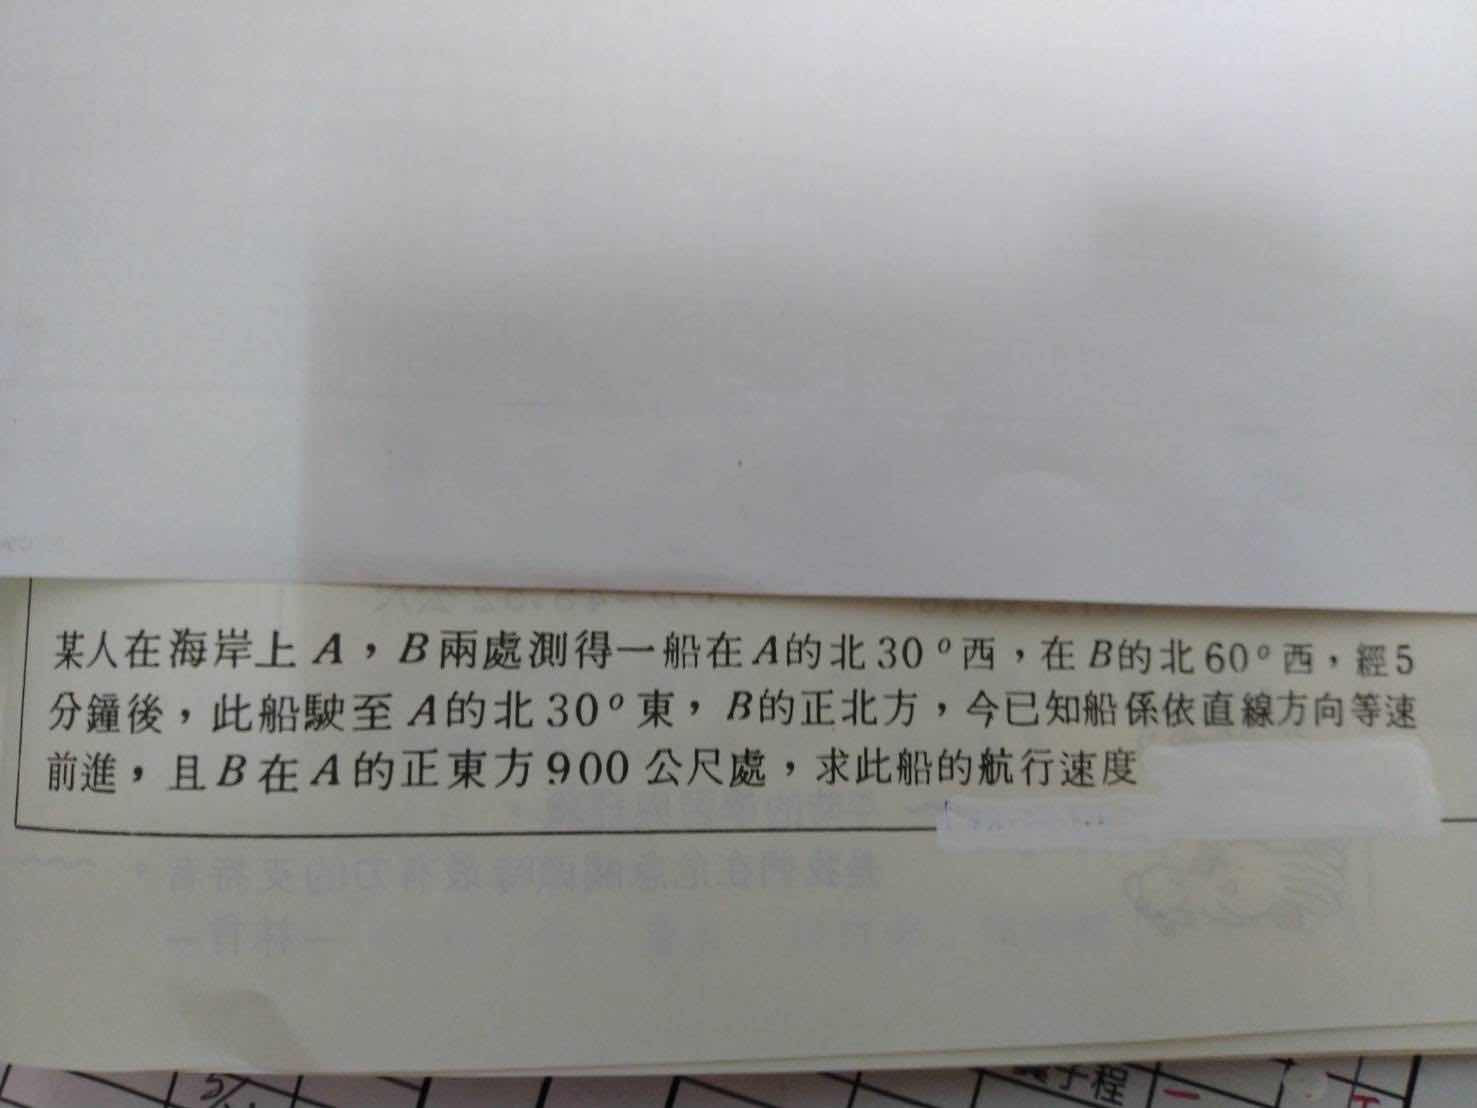 某人在海岸上A，B兩處測得一船在A的北30°西，在B的北60°西，經5
分鐘後，此船駛至A的北30°東，B的正北方，今已知船係依直線方向等速
前進，且B在A的正東方900公尺處，求此船的航行速度